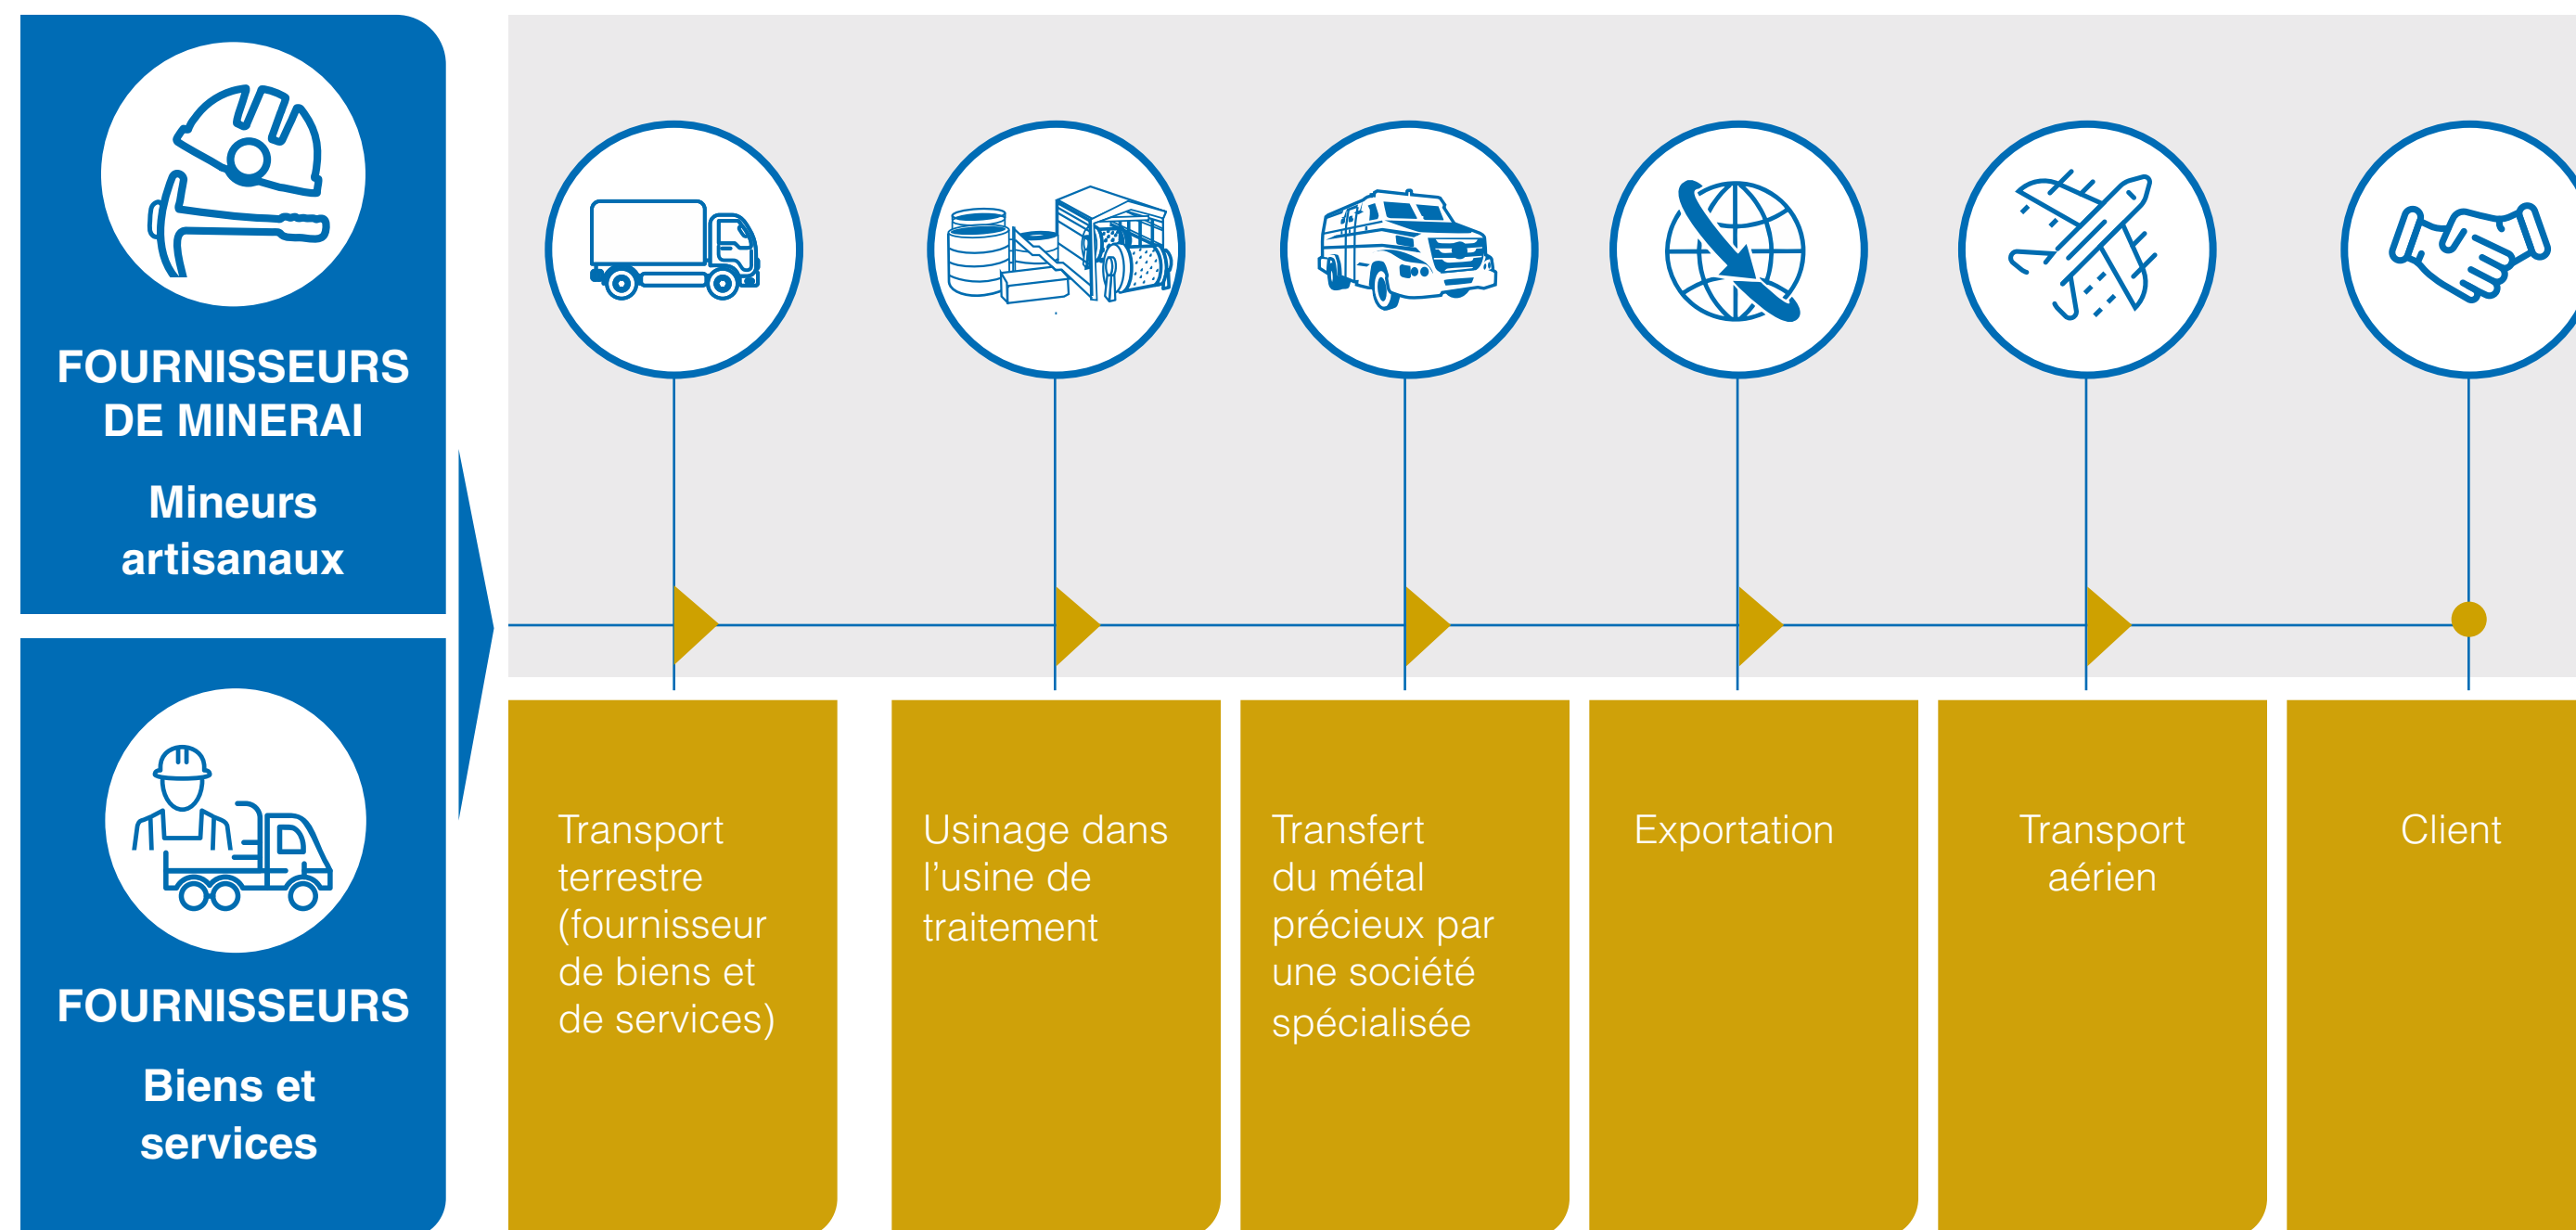 FOURNISSEURS
DE MINERAI
Mineurs
artisanaux
FOURNISSEURS
Biens et
services
Transport
terrestre
(fournisseur
de biens et
de services)
Usinage dans
l’usine de
traitement
Transfert
du métal
précieux par
une société
spécialisée
Exportation
Transport
aérien
Client